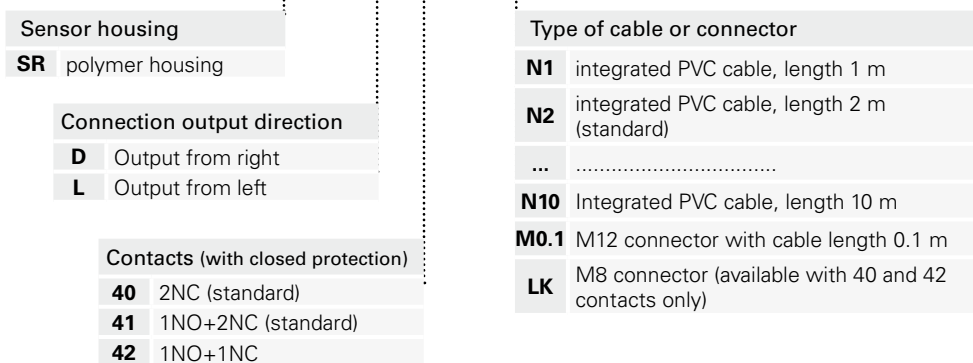 Sensor housing
SR polymer housing
Connection output direction
D Output from right
L Output from left
Contacts (with closed protection)
40 2NC (standard)
41 1NO+2NC (standard)
42 1NO+1NC
Type of cable or connector
N1 integrated PVC cable, length 1 m
N2 integrated PVC cable, length 2 m
(standard)
... ..................................
N10 Integrated PVC cable, length 10 m
M0.1 M12 connector with cable length 0.1 m
LK M8 connector (available with 40 and 42
contacts only)